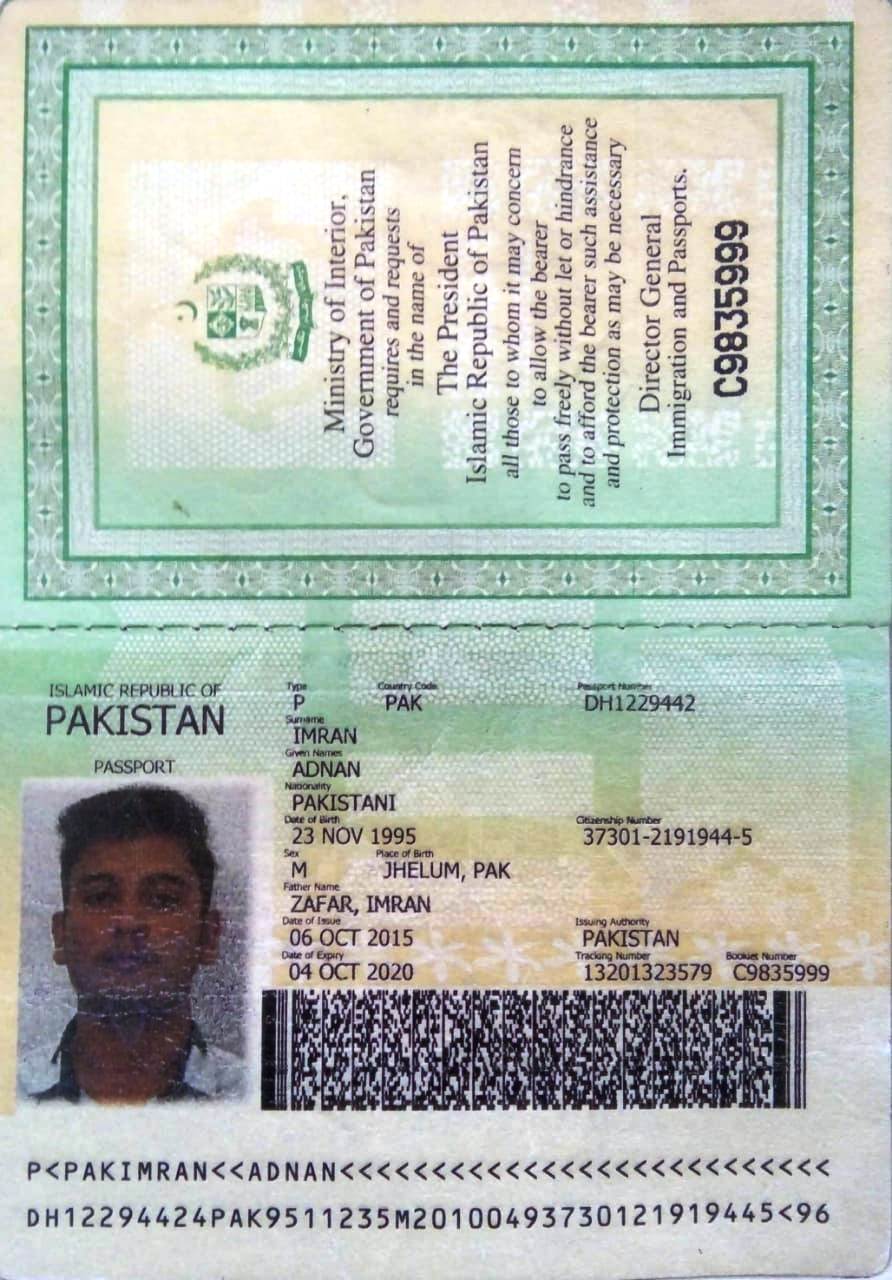 Ministry of Interior,
Government of Pakistan
requires and requests
in the name of
The President
Islamic Republic of Pakistan
all those to whom it may concern
to allow the bearer
to pass freely without let or hindrance
and to afford the bearer such assistance
and protection as may be necessary
Director General
Immigration and Passports.
C9835999
ISLAMIC REPUBLIC OF
PAKISTAN
PASSPORT
Type Country Code Passport Number
P PAK DH1229442
Surname
IMRAN
Given Names
ADNAN
Nationality
PAKISTANI
Date of Birth Citizenship Number
23 NOV 1995 37301-2191944-5
Sex Place of Birth
M JHELUM, PAK
Father Name
ZAFAR, IMRAN
Date of Issue Issuing Authority
06 OCT 2015 PAKISTAN
Date of Expiry Tracking Number Booklet Number
04 OCT 2020 13201323579 C9835999
P<PAKIMRAN<<ADNAN<<<<<<<<<<<<<<<<<<<<<<<<<<<
DH12294424PAK9511235M2010049373012191944​5<96